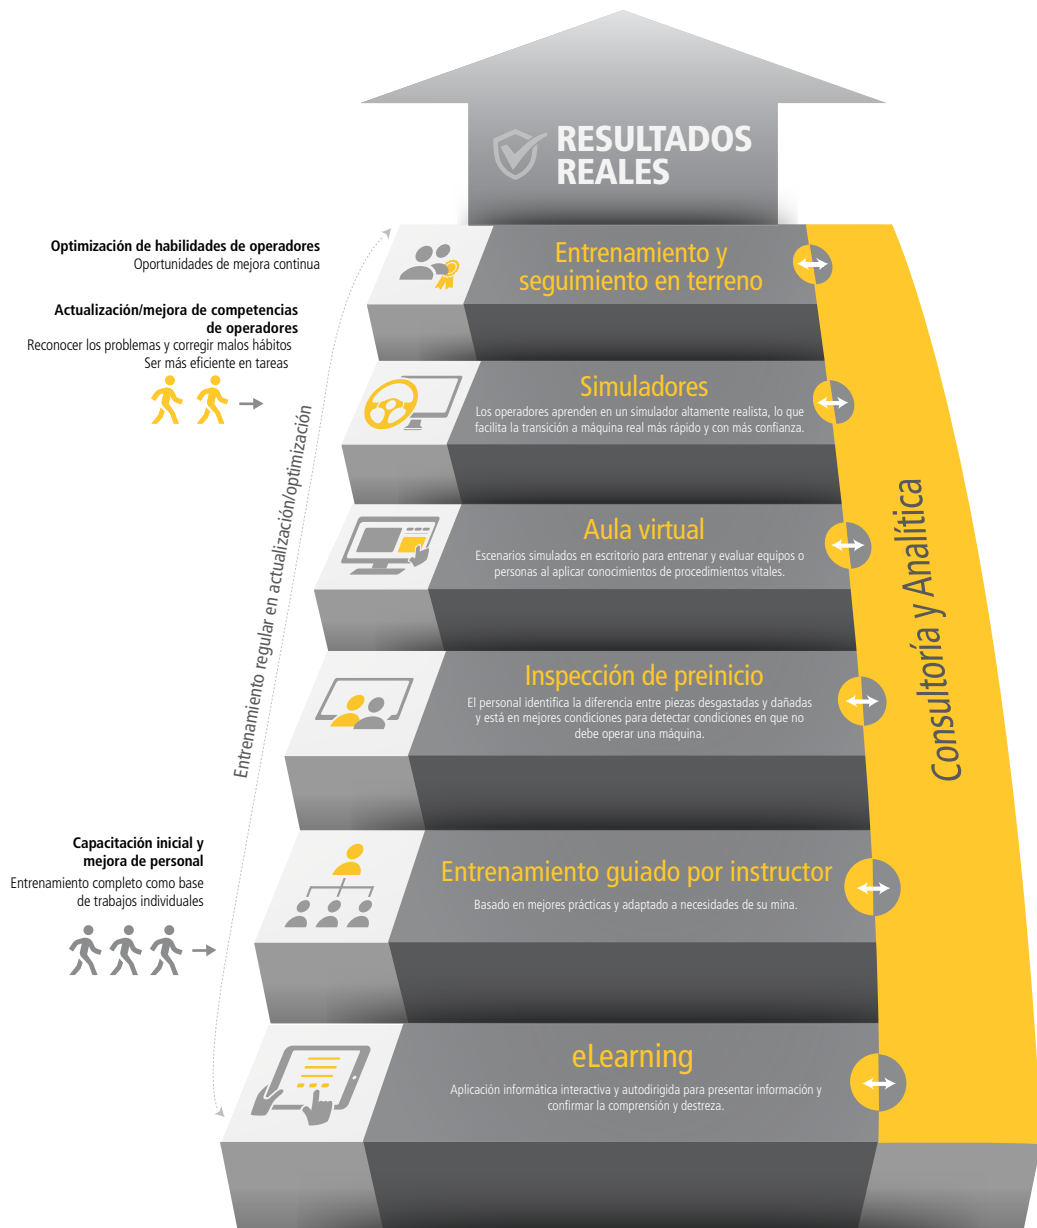 RESULTADOS
REALES
Optimización de habilidades de operadores
Oportunidades de mejora continua
Actualización/mejora de competencias
de operadores
Reconocer los problemas y corregir malos hábitos
Ser más eficiente en tareas
Entrenamiento regular en actualización/optimización
Capacitación inicial y
mejora de personal
Entrenamiento completo como base
de trabajos individuales
Entrenamiento y
seguimiento en terreno
Simuladores
Los operadores aprenden en un simulador altamente realista, lo que
facilita la transición a máquina real más rápido y con más confianza.
Aula virtual
Escenarios simulados en escritorio para entrenar y evaluar equipos o
personas al aplicar conocimientos de procedimientos vitales.
Inspección de preinicio
El personal identifica la diferencia entre piezas desgastadas y dañadas
y está en mejores condiciones para detectar condiciones en que no
debe operar una máquina.
Entrenamiento guiado por instructor
Basado en mejores prácticas y adaptado a necesidades de su mina.
eLearning
Aplicación informática interactiva y autodirigida para presentar información y
confirmar la comprensión y destreza.
Consultoría y Analítica